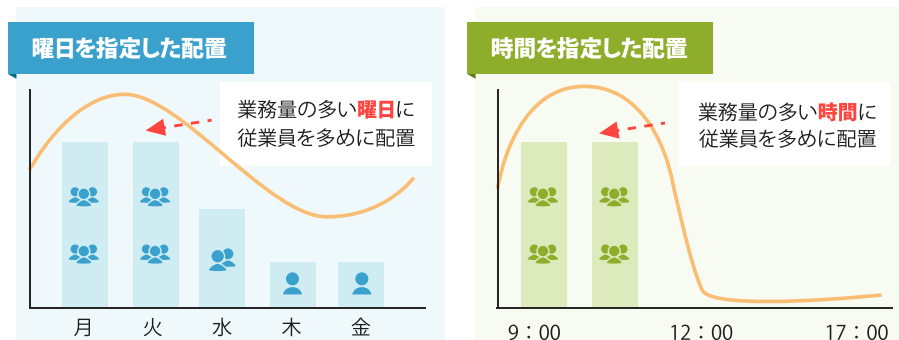 曜日を指定した配置
業務量の多い曜日に
従業員を多めに配置
月 火 水 木 金
時間を指定した配置
業務量の多い時間に
従業員を多めに配置
9：00 12：00 17：00